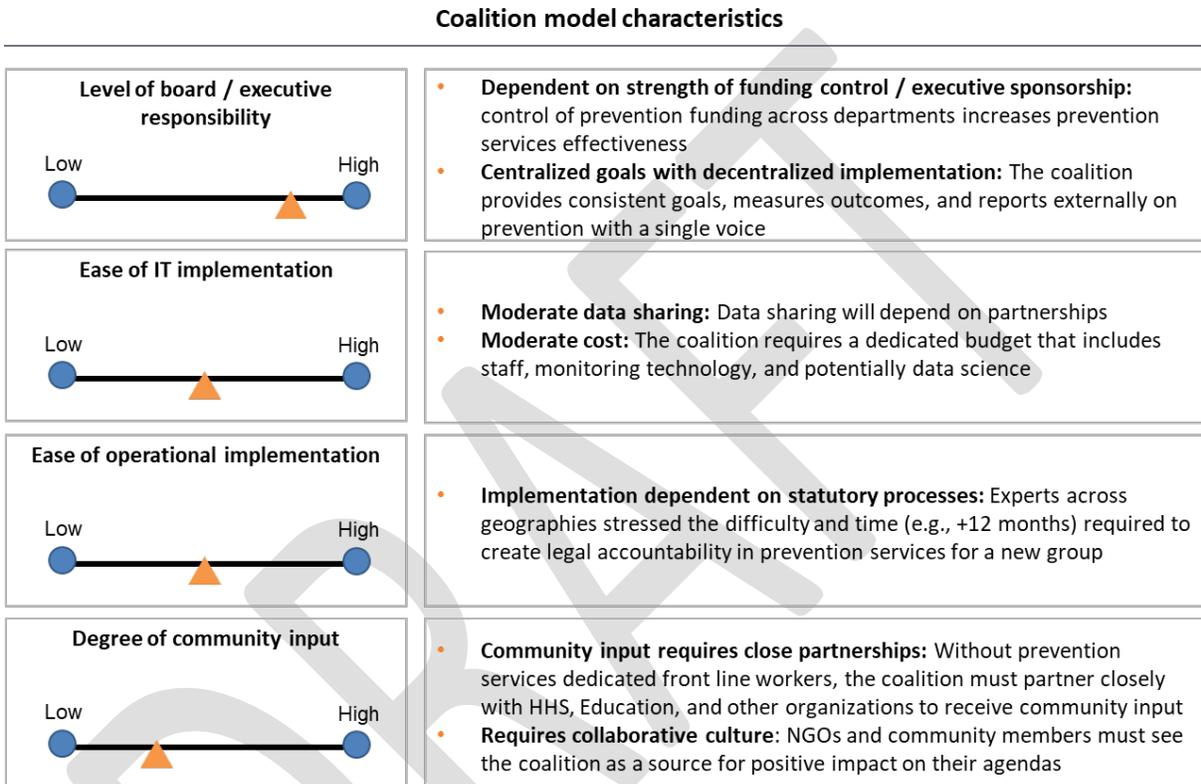 Coalition model characteristics
Level of board / executive
responsibility
Low
High
• Dependent on strength of funding control / executive sponsorship:
control of prevention funding across departments increases prevention
services effectiveness
• Centralized goals with decentralized implementation: The coalition
provides consistent goals, measures outcomes, and reports externally on
prevention with a single voice
Ease of IT implementation
Low
High
• Moderate data sharing: Data sharing will depend on partnerships
• Moderate cost: The coalition requires a dedicated budget that includes
staff, monitoring technology, and potentially data science
Ease of operational implementation
Low
High
• Implementation dependent on statutory processes: Experts across
geographies stressed the difficulty and time (e.g., +12 months) required to
create legal accountability in prevention services for a new group
Degree of community input
Low
High
• Community input requires close partnerships: Without prevention
services dedicated front line workers, the coalition must partner closely
with HHS, Education, and other organizations to receive community input
• Requires collaborative culture: NGOs and community members must see
the coalition as a source for positive impact on their agendas
DRAFT